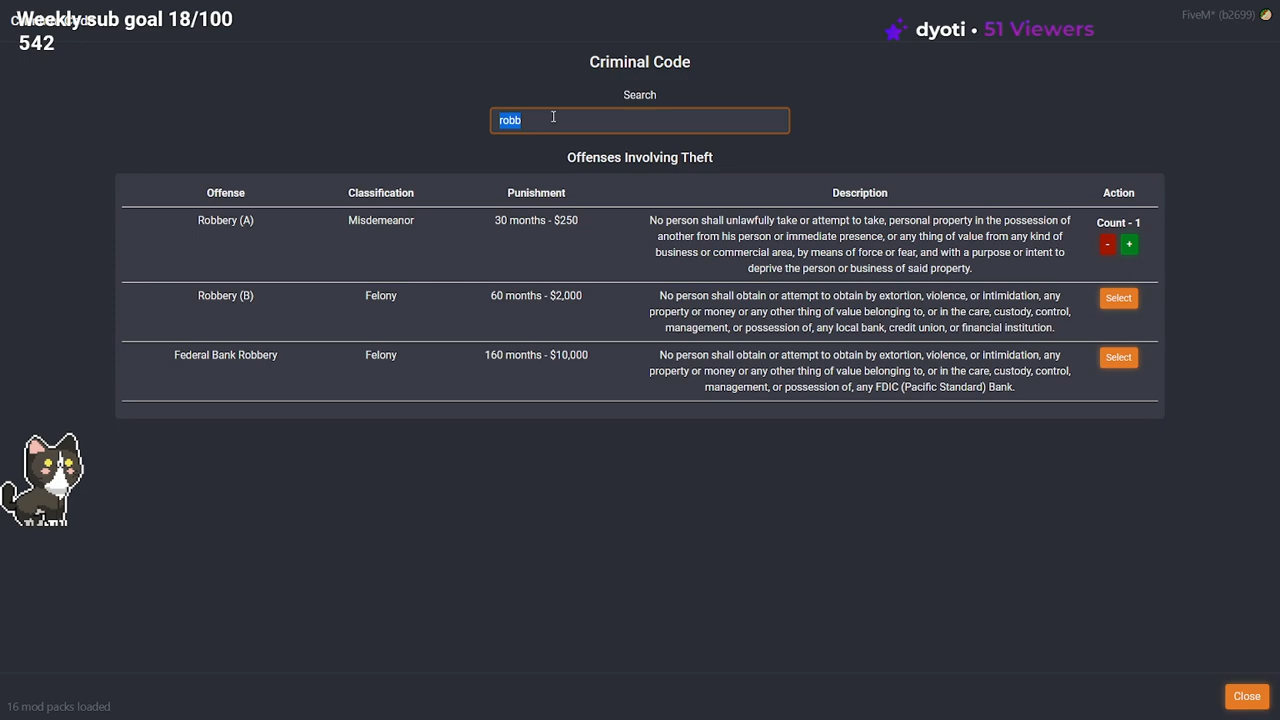 Weekly sub goal 18/100
542
dyoti • 51 Viewers
FiveM* (b2699)
Criminal Code
Search
robb
Offenses Involving Theft
Offense Classification Punishment Description Action
Robbery (A) Misdemeanor 30 months - $250
No person shall unlawfully take or attempt to take, personal property in the possession of
another from his person or immediate presence, or any thing of value from any kind of
business or commercial area, by means of force or fear, and with a purpose or intent to
deprive the person or business of said property.
Count - 1
- +
Robbery (B) Felony 60 months - $2,000
No person shall obtain or attempt to obtain by extortion, violence, or intimidation, any
property or money or any other thing of value belonging to, or in the care, custody, control,
management, or possession of, any local bank, credit union, or financial institution.
Select
Federal Bank Robbery Felony 160 months - $10,000
No person shall obtain or attempt to obtain by extortion, violence, or intimidation, any
property or money or any other thing of value belonging to, or in the care, custody, control,
management, or possession of, any FDIC (Pacific Standard) Bank.
Select
16 mod packs loaded
Close